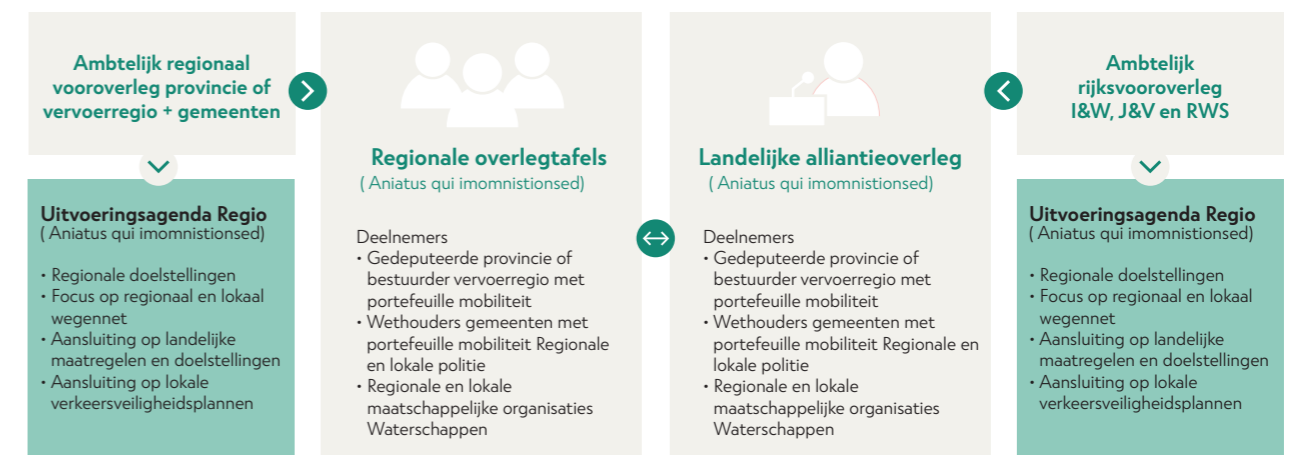 Ambtelijk regionaal
vooroverleg provincie of
vervoerregio + gemeenten
Uitvoeringsagenda Regio
( Aniatus qui imomnistionsed)
• Regionale doelstellingen
• Focus op regionaal en lokaal
wegennet
• Aansluiting op landelijke
maatregelen en doelstellingen
• Aansluiting op lokale
verkeersveiligheidsplannen
Regionale overlegtafels
( Aniatus qui imomnistionsed)
Deelnemers
• Gedeputeerde provincie of
bestuurder vervoerregio met
portefeuille mobiliteit
• Wethouders gemeenten met
portefeuille mobiliteit Regionale
en lokale politie
• Regionale en lokale
maatschappelijke organisaties
Waterschappen
Landelijke alliantieoverleg
( Aniatus qui imomnistionsed)
Deelnemers
• Gedeputeerde provincie of
bestuurder vervoerregio met
portefeuille mobiliteit
• Wethouders gemeenten met
portefeuille mobiliteit Regionale en
lokale politie
• Regionale en lokale
maatschappelijke organisaties
Waterschappen
Ambtelijk
rijksvooroverleg
I&W, J&V en RWS
Uitvoeringsagenda Regio
( Aniatus qui imomnistionsed)
• Regionale doelstellingen
• Focus op regionaal en lokaal
wegennet
• Aansluiting op landelijke
maatregelen en doelstellingen
• Aansluiting op lokale
verkeersveiligheidsplannen